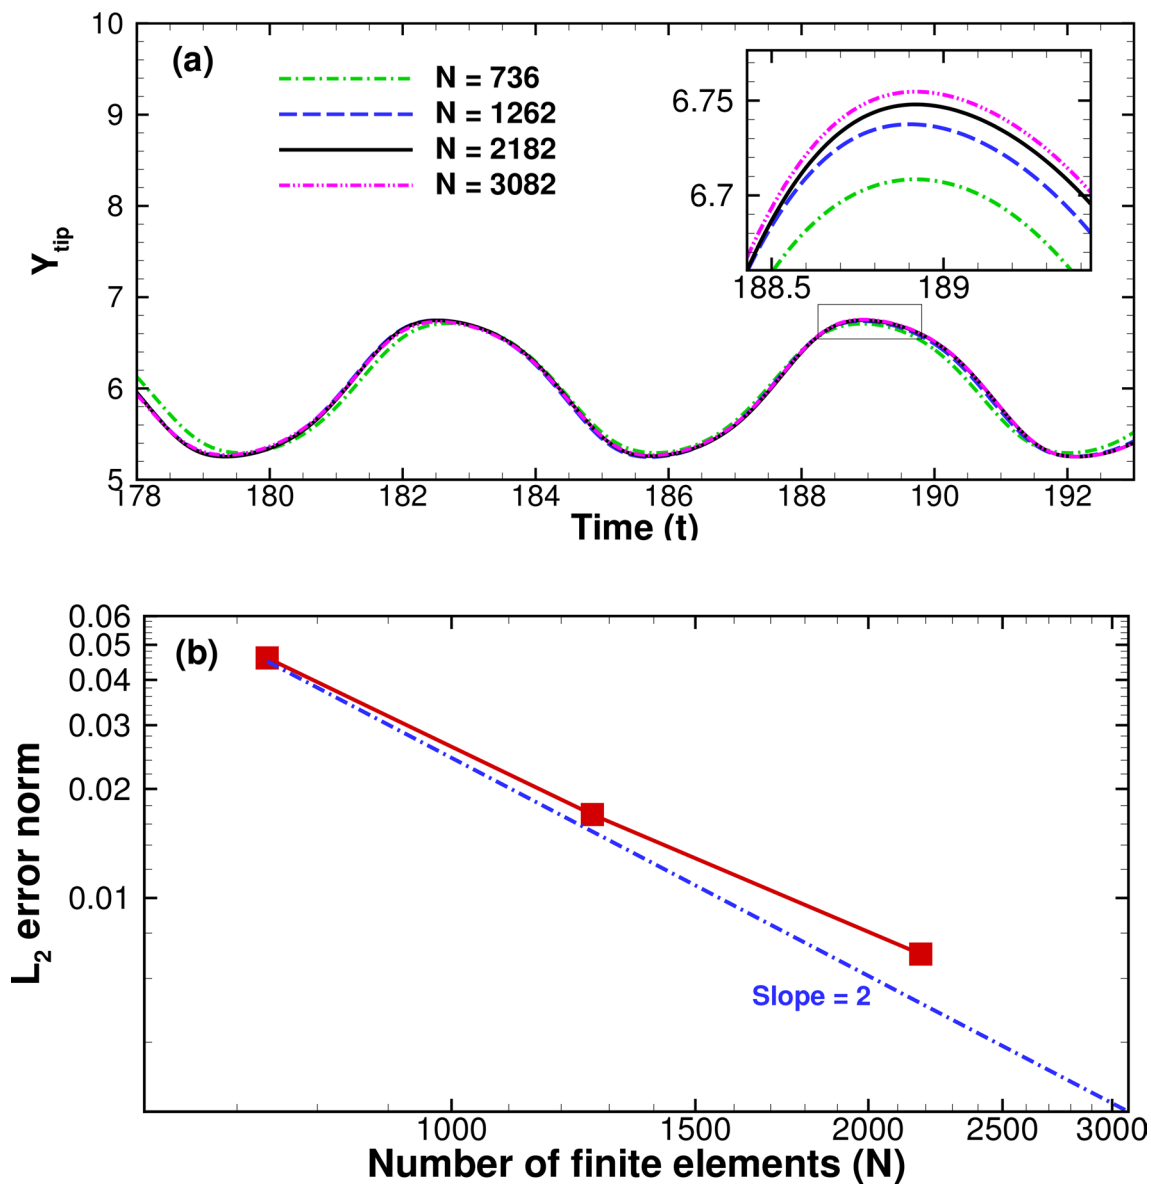 (a)
N = 736
N = 1262
N = 2182
N = 3082
6.75
6.7
188.5 189
10
9
8
7
6
5
Y_tip
178 180 182 184 186 188 190 192
Time (t)
(b)
0.06
0.05
0.04
0.03
0.02
0.01
L₂ error norm
Slope = 2
1000 1500 2000 2500 3000
Number of finite elements (N)